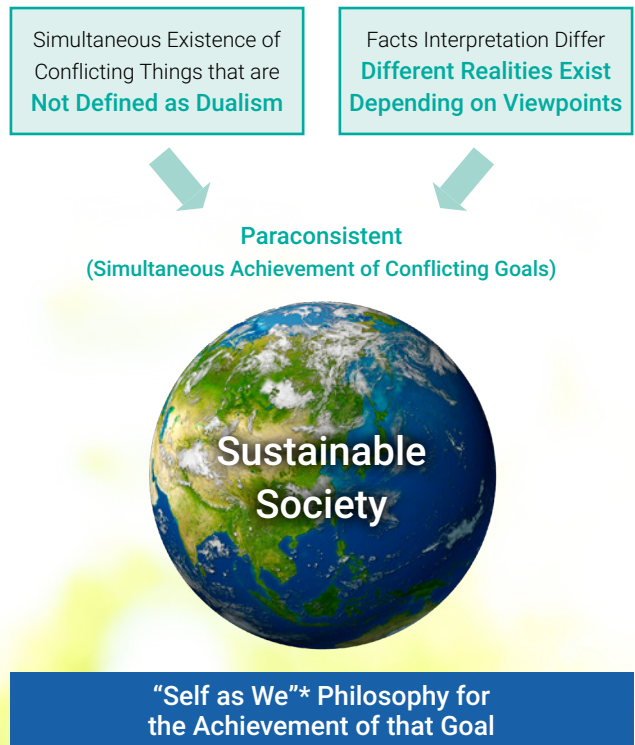 Simultaneous Existence of
Conflicting Things that are
Not Defined as Dualism
Facts Interpretation Differ
Different Realities Exist
Depending on Viewpoints
Paraconsistent
(Simultaneous Achievement of Conflicting Goals)
Sustainable
Society
“Self as We”* Philosophy for
the Achievement of that Goal